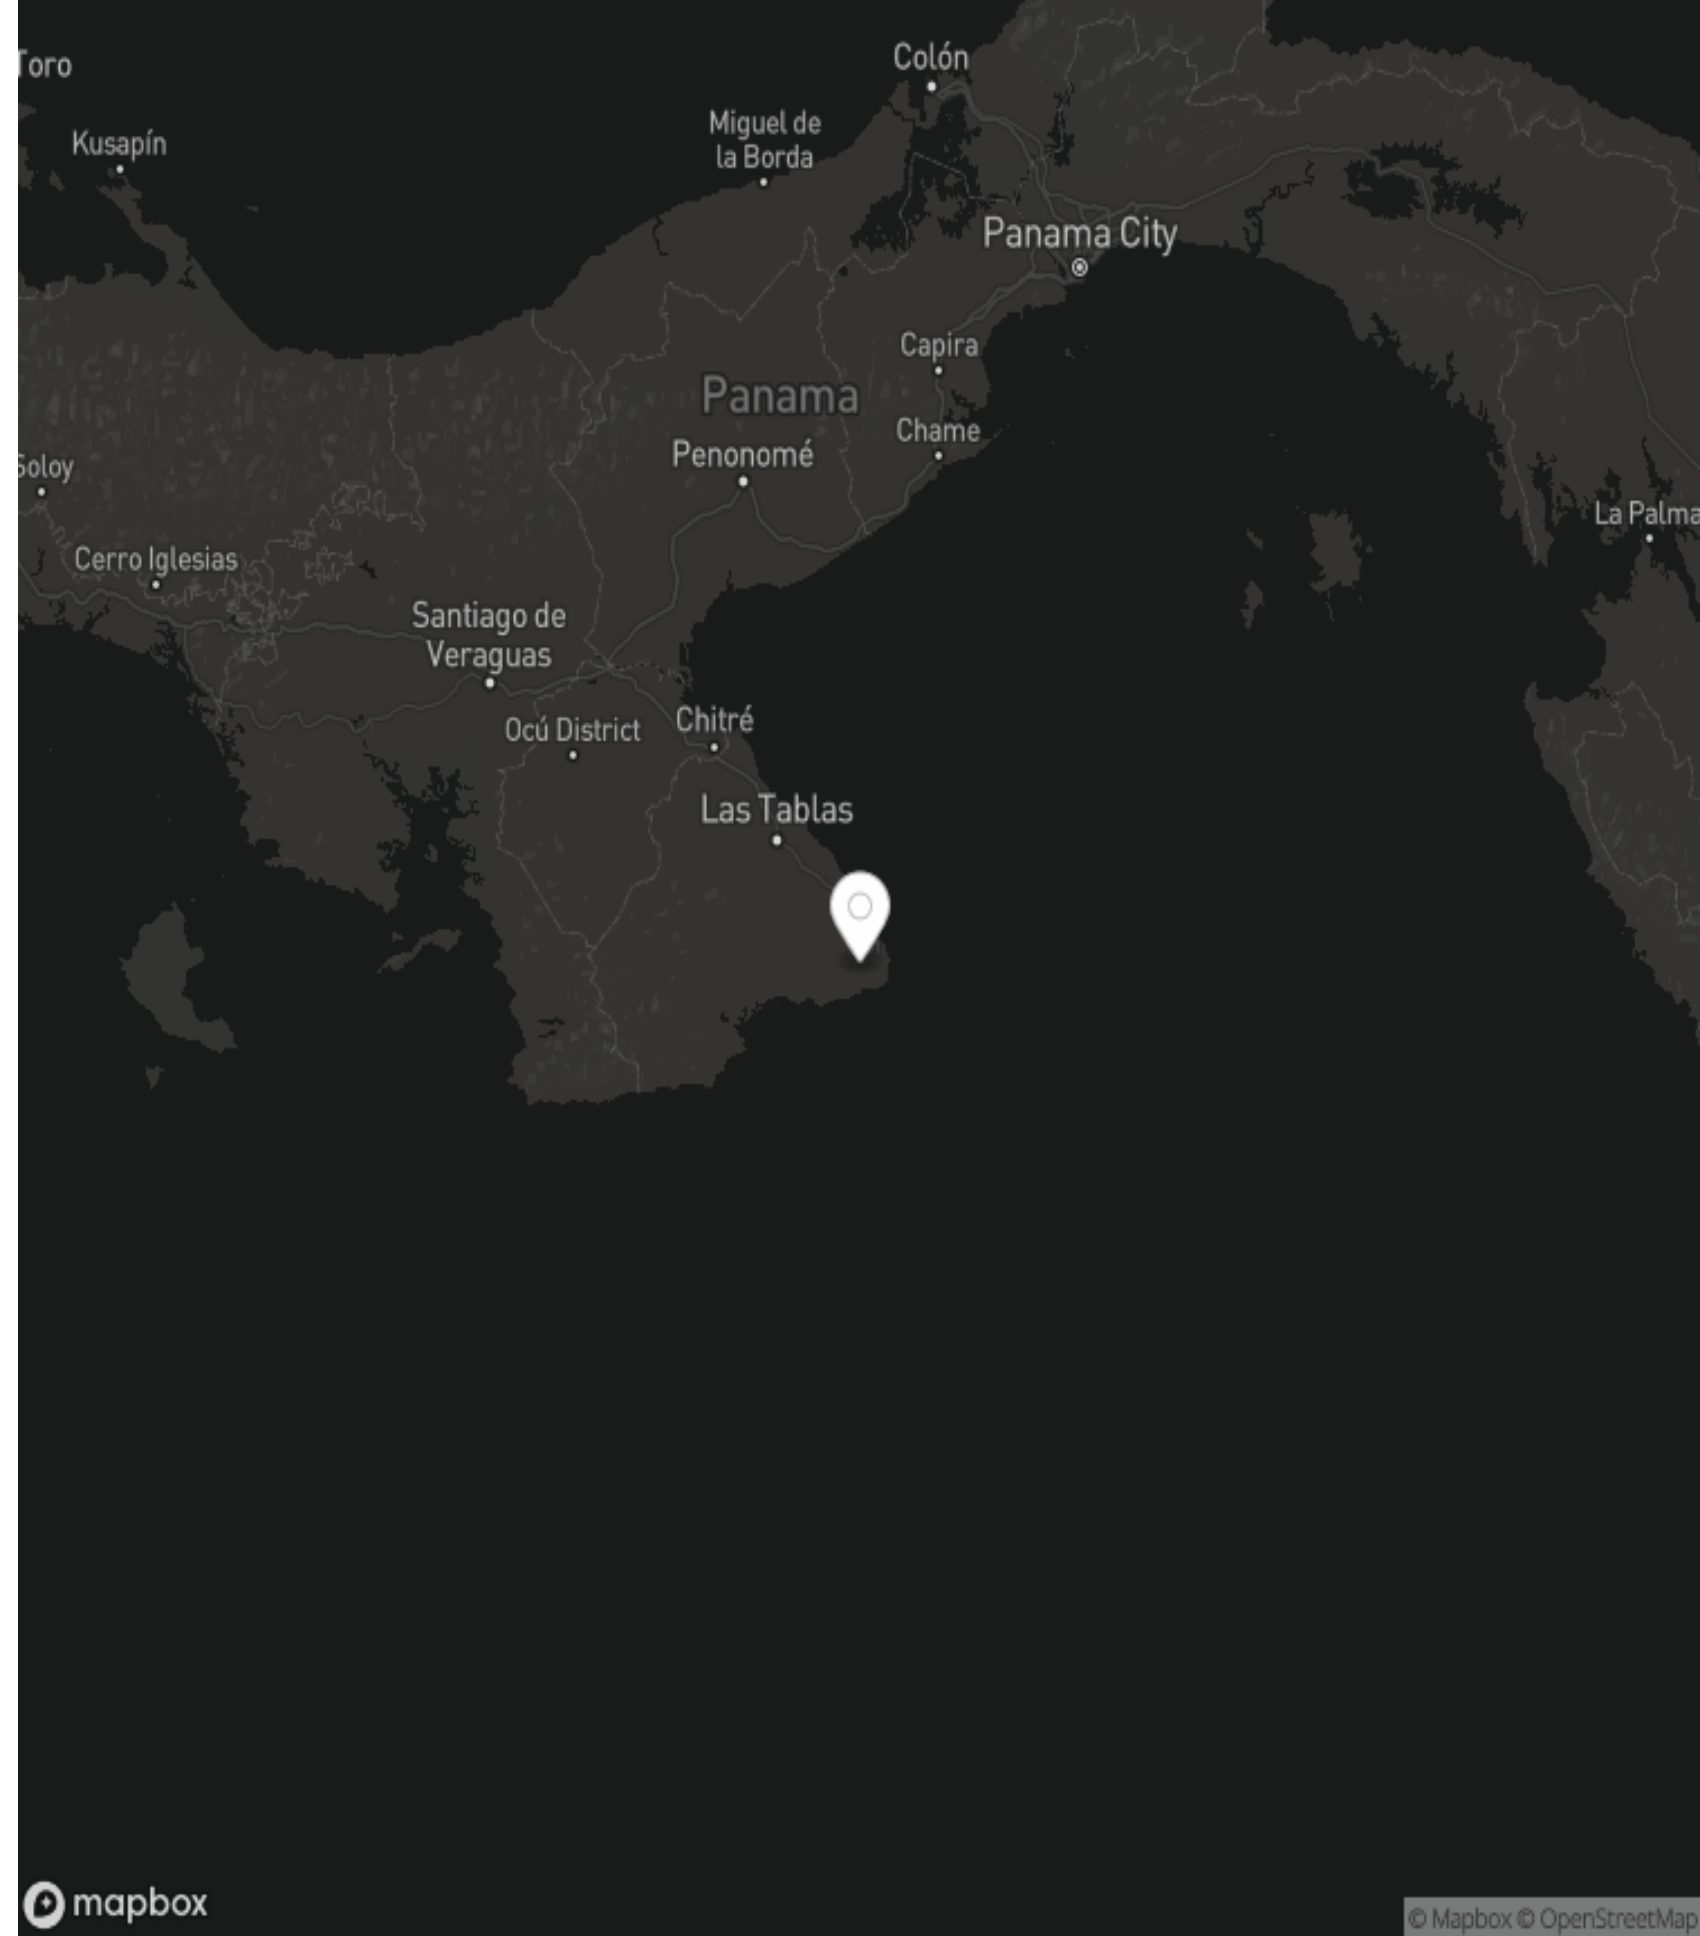 Toro
Colón
Miguel de
la Borda
Kusapín
Panama City
Capira
Panama
Chame
Penonomé
Soloy
La Palma
Cerro Iglesias
Santiago de
Veraguas
Chitré
Ocú District
Las Tablas
mapbox
© Mapbox © OpenStreetMap